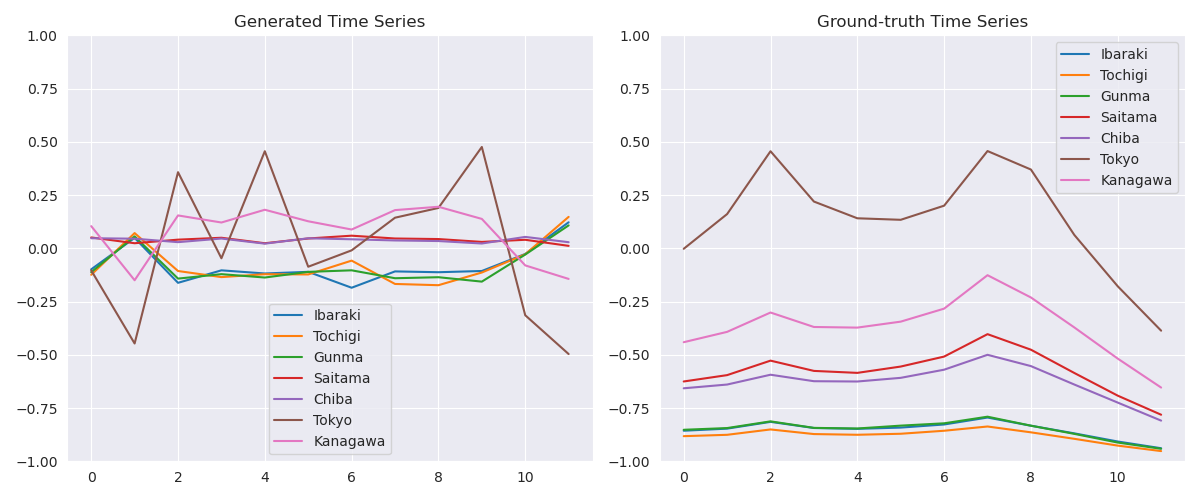 Generated Time Series
1.00
0.75
0.50
0.25
0.00
−0.25
−0.50
−0.75
−1.00
0 2 4 6 8 10
Ibaraki
Tochigi
Gunma
Saitama
Chiba
Tokyo
Kanagawa
Ground-truth Time Series
1.00
0.75
0.50
0.25
0.00
−0.25
−0.50
−0.75
−1.00
0 2 4 6 8 10
Ibaraki
Tochigi
Gunma
Saitama
Chiba
Tokyo
Kanagawa